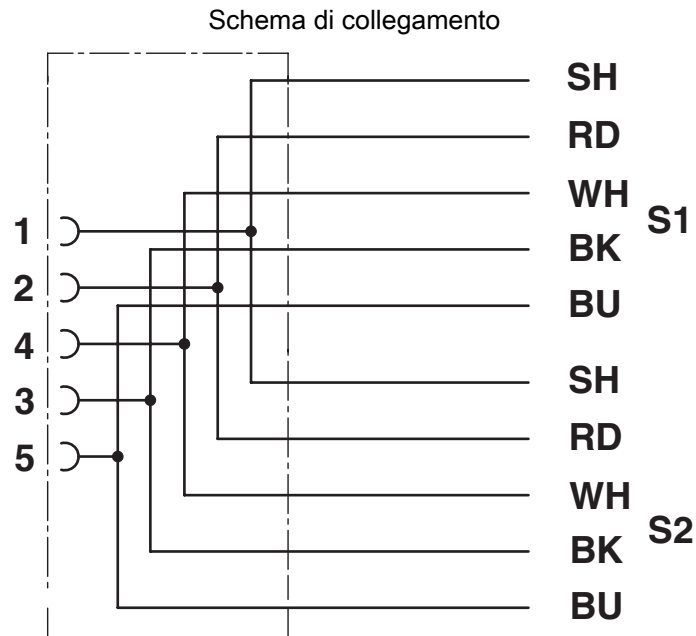 Schema di collegamento
SH
RD
WH
S1
BK
BU
1
2
4
3
5
SH
RD
WH
S2
BK
BU